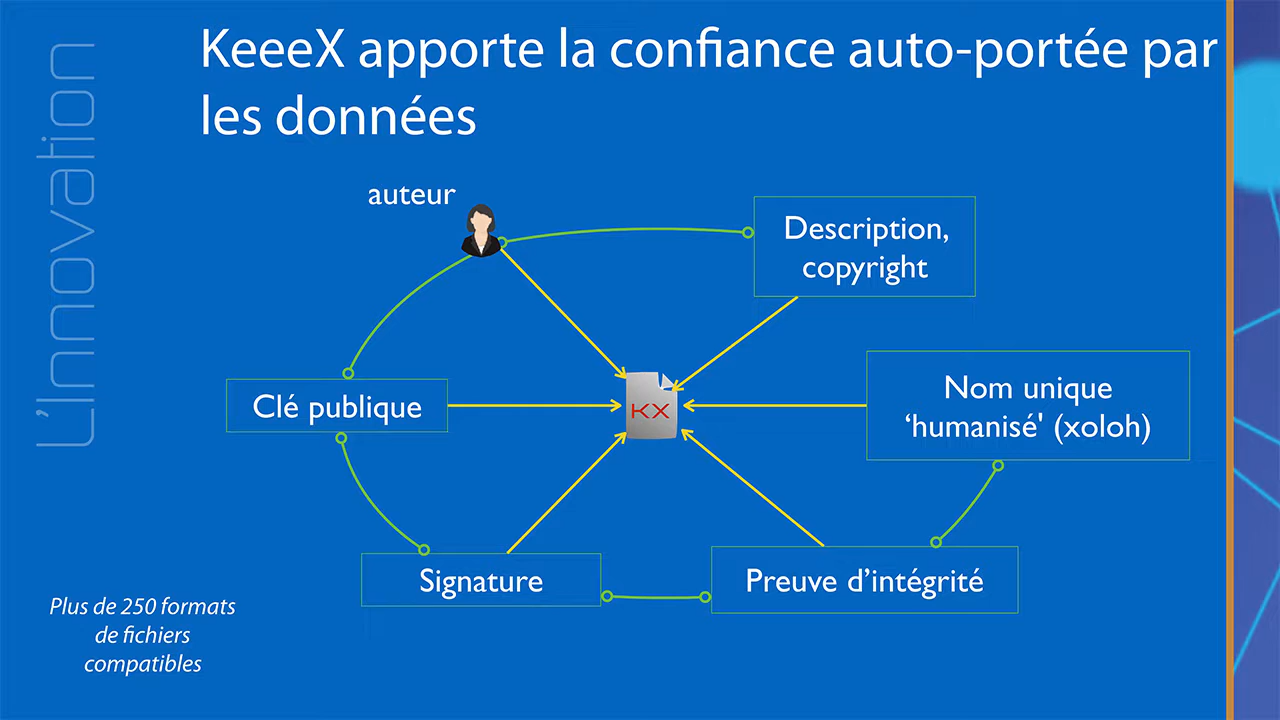 KeeeX apporte la confiance auto-portée par
les données
L'Innovation
auteur
Description,
copyright
Clé publique
KX
Nom unique
‘humanisé' (xoloh)
Signature
Preuve d’intégrité
Plus de 250 formats
de fichiers
compatibles